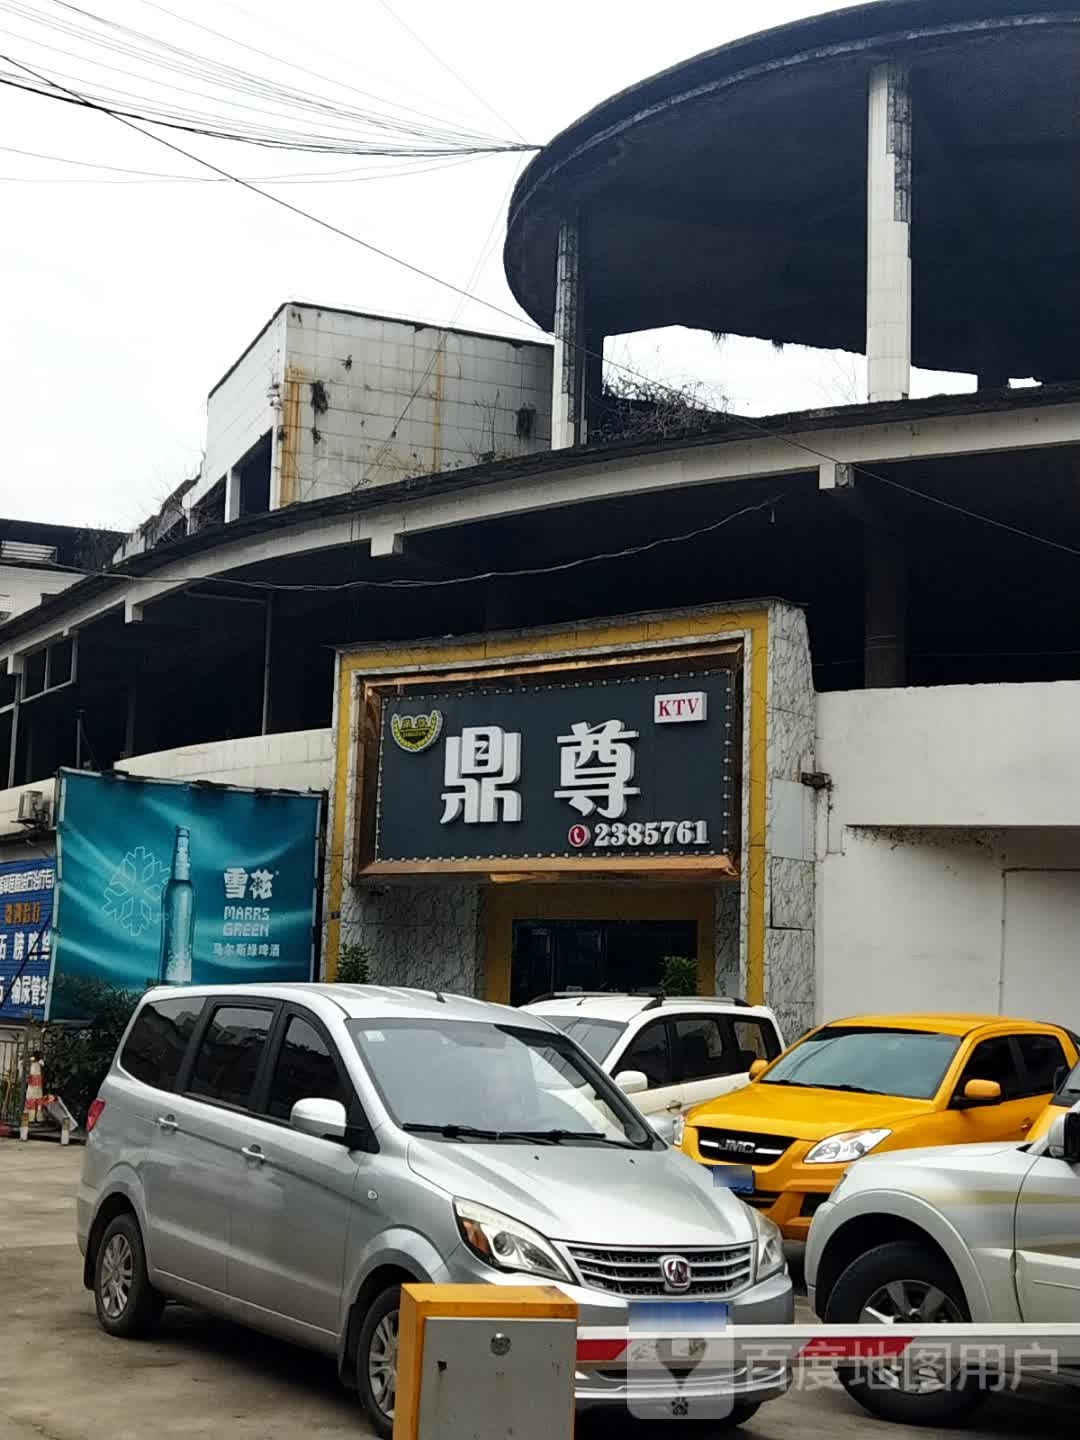 KTV
鼎尊
2385761
雪花
MARRS
GREEN
马尔斯绿啤酒
JMC
百度地图用户